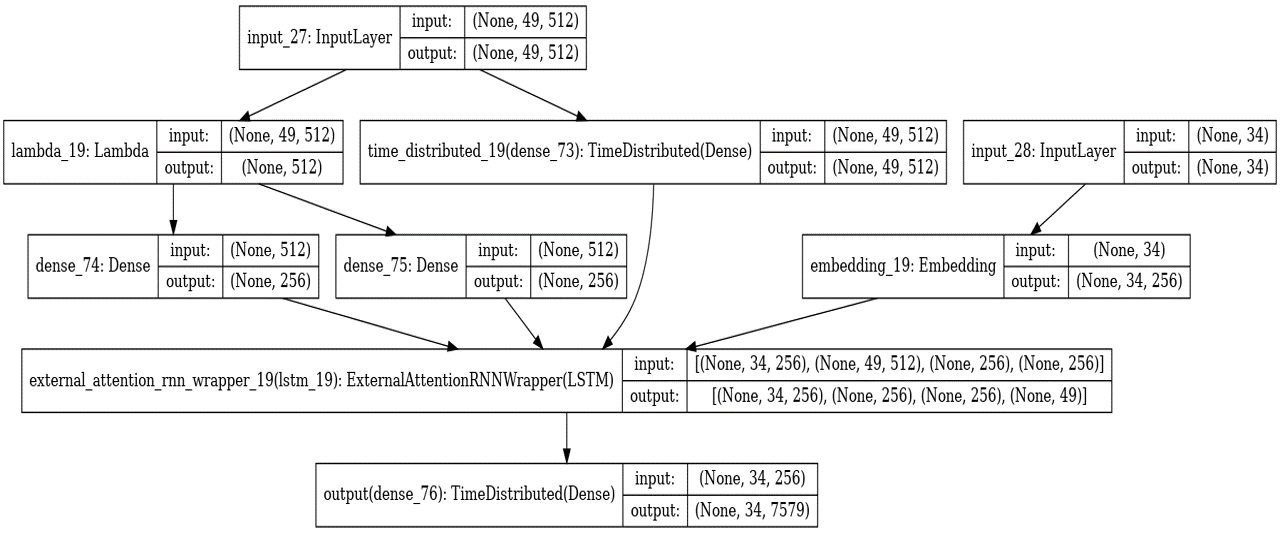 input_27: InputLayer
input: (None, 49, 512)
output: (None, 49, 512)
lambda_19: Lambda
input: (None, 49, 512)
output: (None, 512)
time_distributed_19(dense_73): TimeDistributed(Dense)
input: (None, 49, 512)
output: (None, 49, 512)
input_28: InputLayer
input: (None, 34)
output: (None, 34)
dense_74: Dense
input: (None, 512)
output: (None, 256)
dense_75: Dense
input: (None, 512)
output: (None, 256)
embedding_19: Embedding
input: (None, 34)
output: (None, 34, 256)
external_attention_rnn_wrapper_19(lstm_19): ExternalAttentionRNNWrapper(LSTM)
input: [(None, 34, 256), (None, 49, 512), (None, 256), (None, 256)]
output: [(None, 34, 256), (None, 256), (None, 256), (None, 49)]
output(dense_76): TimeDistributed(Dense)
input: (None, 34, 256)
output: (None, 34, 7579)